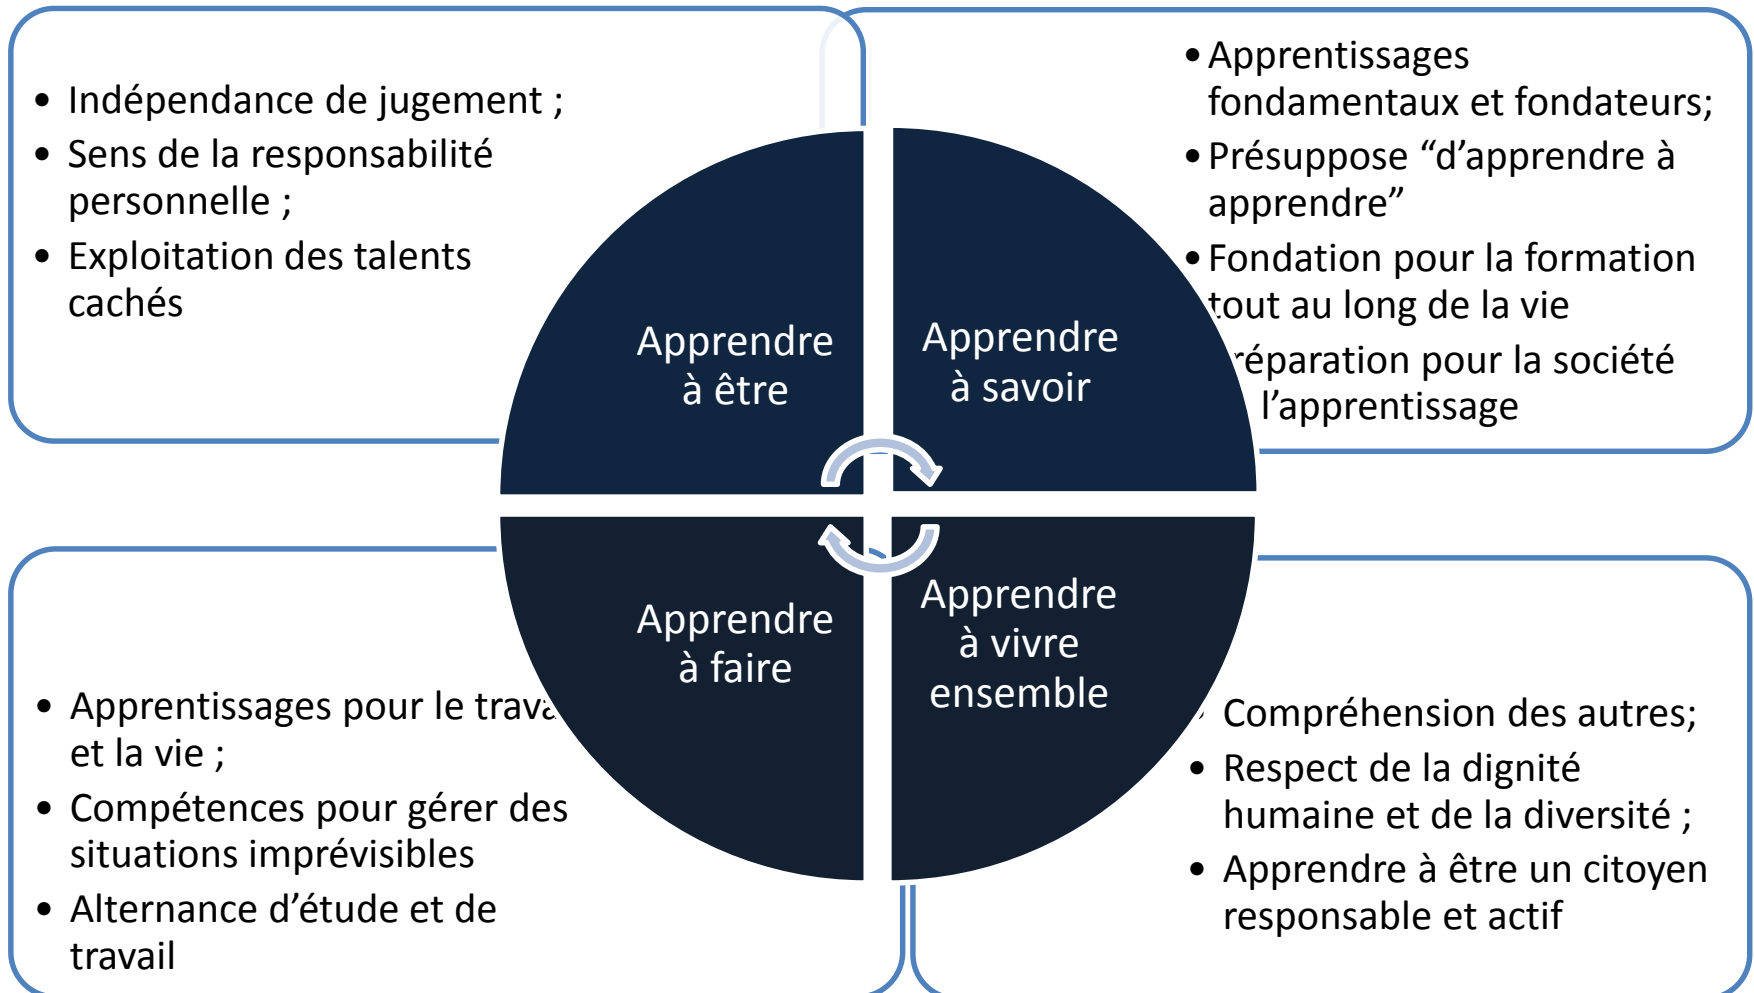 • Indépendance de jugement ;
• Sens de la responsabilité
personnelle ;
• Exploitation des talents
cachés
• Apprentissages
fondamentaux et fondateurs;
• Présuppose “d’apprendre à
apprendre”
• Fondation pour la formation
tout au long de la vie
réparation pour la société
l’apprentissage
Apprendre
à être
Apprendre
à savoir
Apprendre
à faire
Apprendre
à vivre
ensemble
• Apprentissages pour le trava
et la vie ;
• Compétences pour gérer des
situations imprévisibles
• Alternance d’étude et de
travail
• Compréhension des autres;
• Respect de la dignité
humaine et de la diversité ;
• Apprendre à être un citoyen
responsable et actif